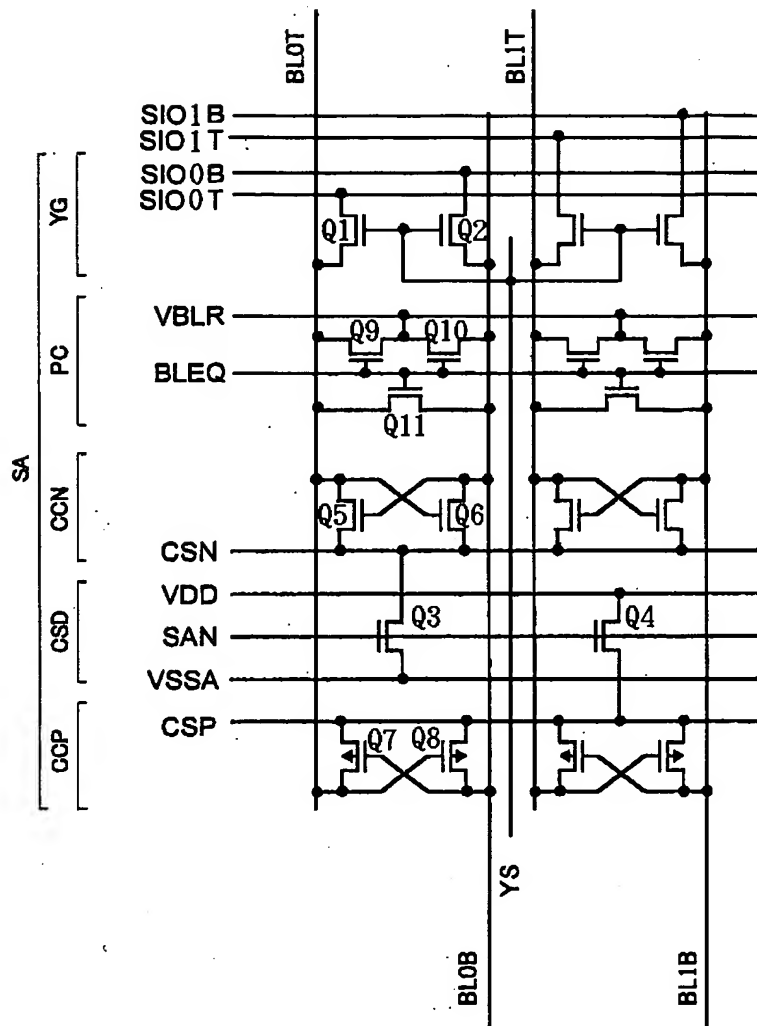 BL0T
BL1T
SIO1B
SIO1T
SIO0B
SIO0T
YG
Q1
Q2
VBLR
Q9
Q10
PC
BLEQ
Q11
SA
CCN
Q5
Q6
CSN
VDD
Q3
Q4
CSD
SAN
VSSA
CSP
Q7
Q8
CCP
YS
BL0B
BL1B